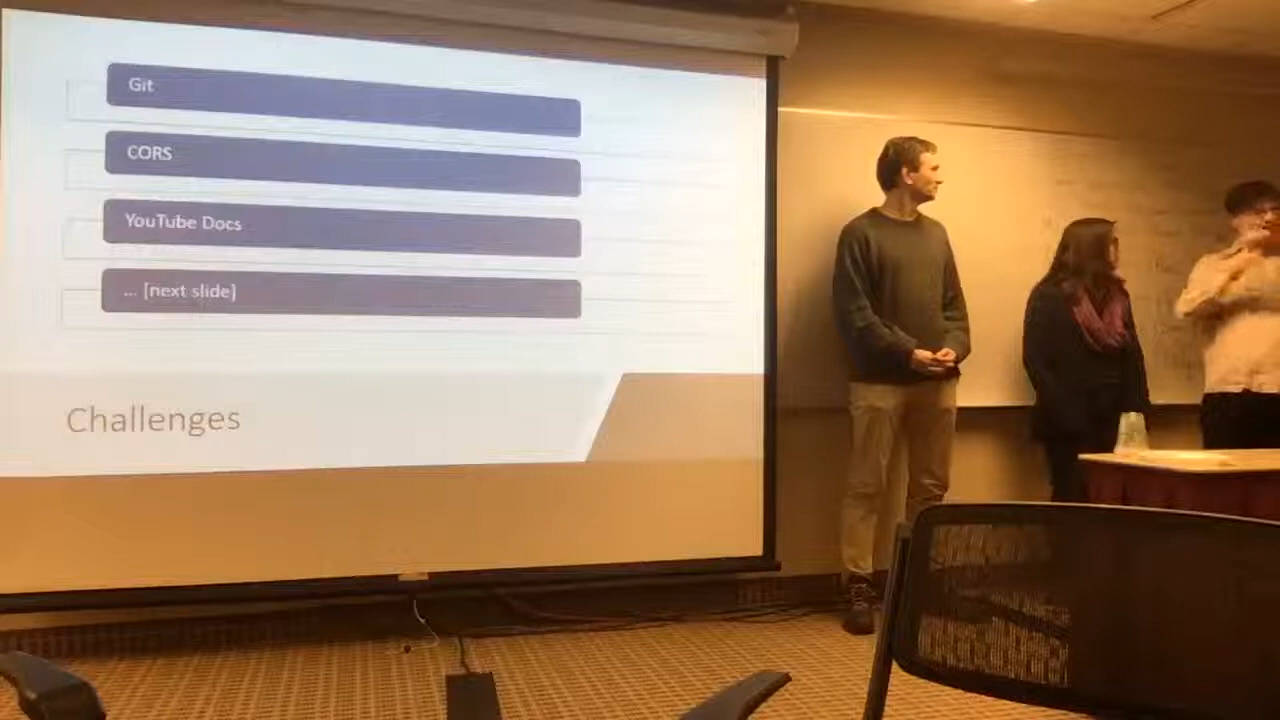 Git
CORS
YouTube Docs
... [next slide]
Challenges